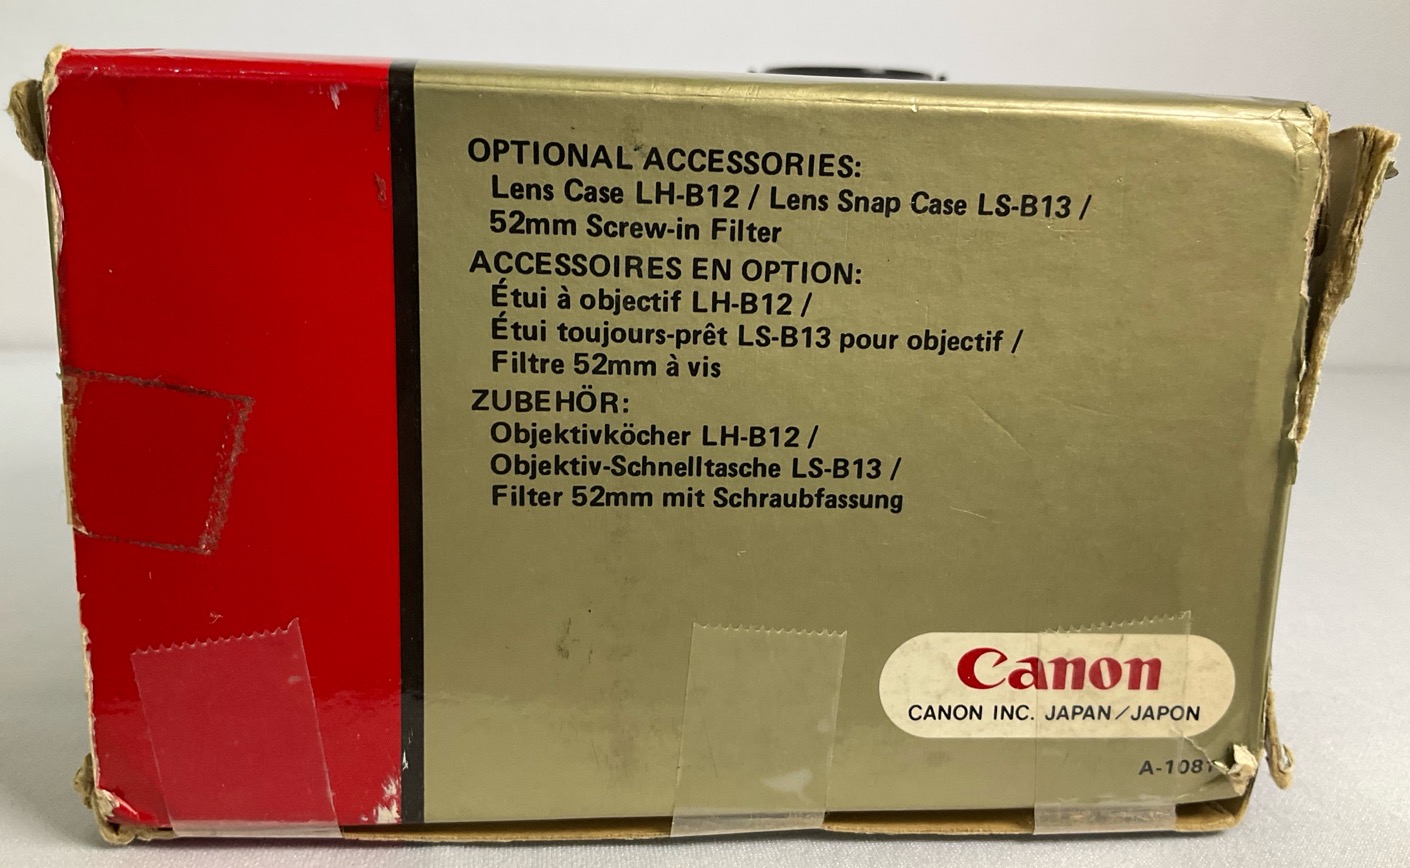 OPTIONAL ACCESSORIES:
Lens Case LH-B12 / Lens Snap Case LS-B13 /
52mm Screw-in Filter
ACCESSOIRES EN OPTION:
Étui à objectif LH-B12 /
Étui toujours-prêt LS-B13 pour objectif /
Filtre 52mm à vis
ZUBEHÖR:
Objektivköcher LH-B12 /
Objektiv-Schnelltasche LS-B13 /
Filter 52mm mit Schraubfassung
Canon
CANON INC. JAPAN/JAPON